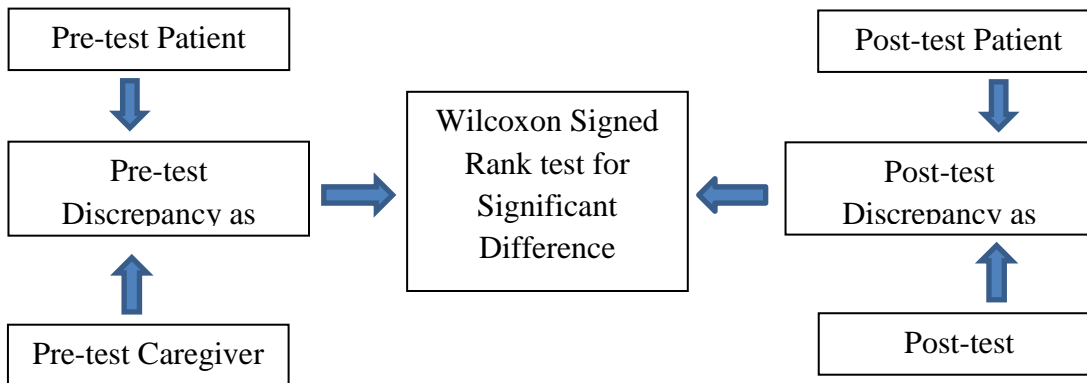 Pre-test Patient
Post-test Patient
Pre-test
Discrepancy as
Wilcoxon Signed
Rank test for
Significant
Difference
Post-test
Discrepancy as
Pre-test Caregiver
Post-test